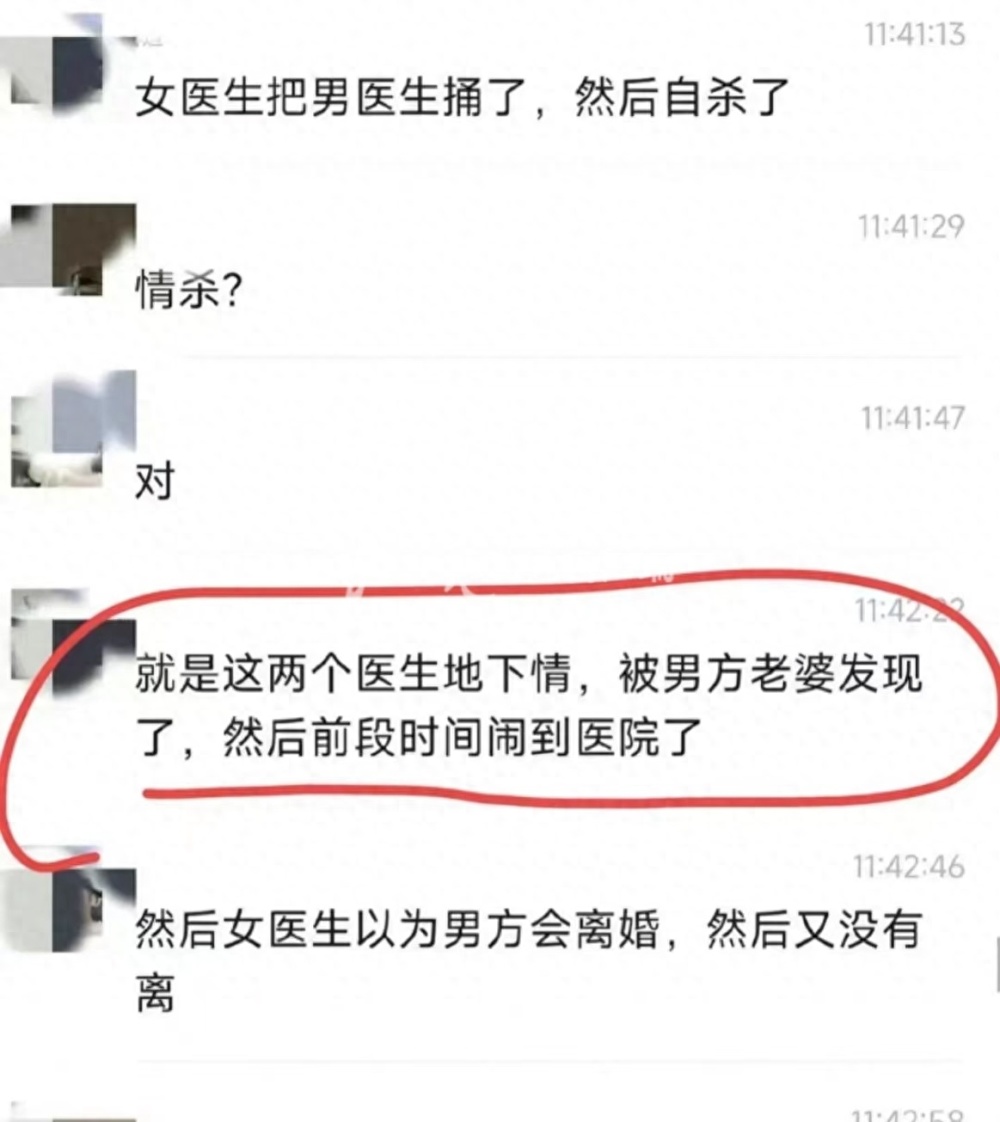 11:41:13
女医生把男医生捅了，然后自杀了
11:41:29
情杀？
11:41:47
对
11:42:22
就是这两个医生地下情，被男方老婆发现
了，然后前段时间闹到医院了
11:42:46
然后女医生以为男方会离婚，然后又没有
离
11:42:58